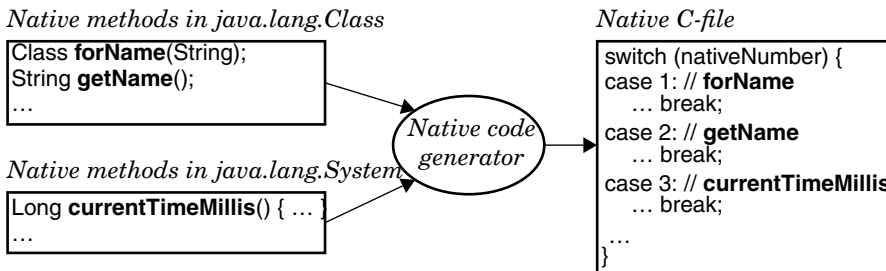 Native methods in java.lang.Class
Class forName(String);
String getName();
…
Native methods in java.lang.System
Long currentTimeMillis() { … }
…
Native code
generator
Native C-file
switch (nativeNumber) {
case 1: // forName
… break;
case 2: // getName
… break;
case 3: // currentTimeMillis
… break;
…
}